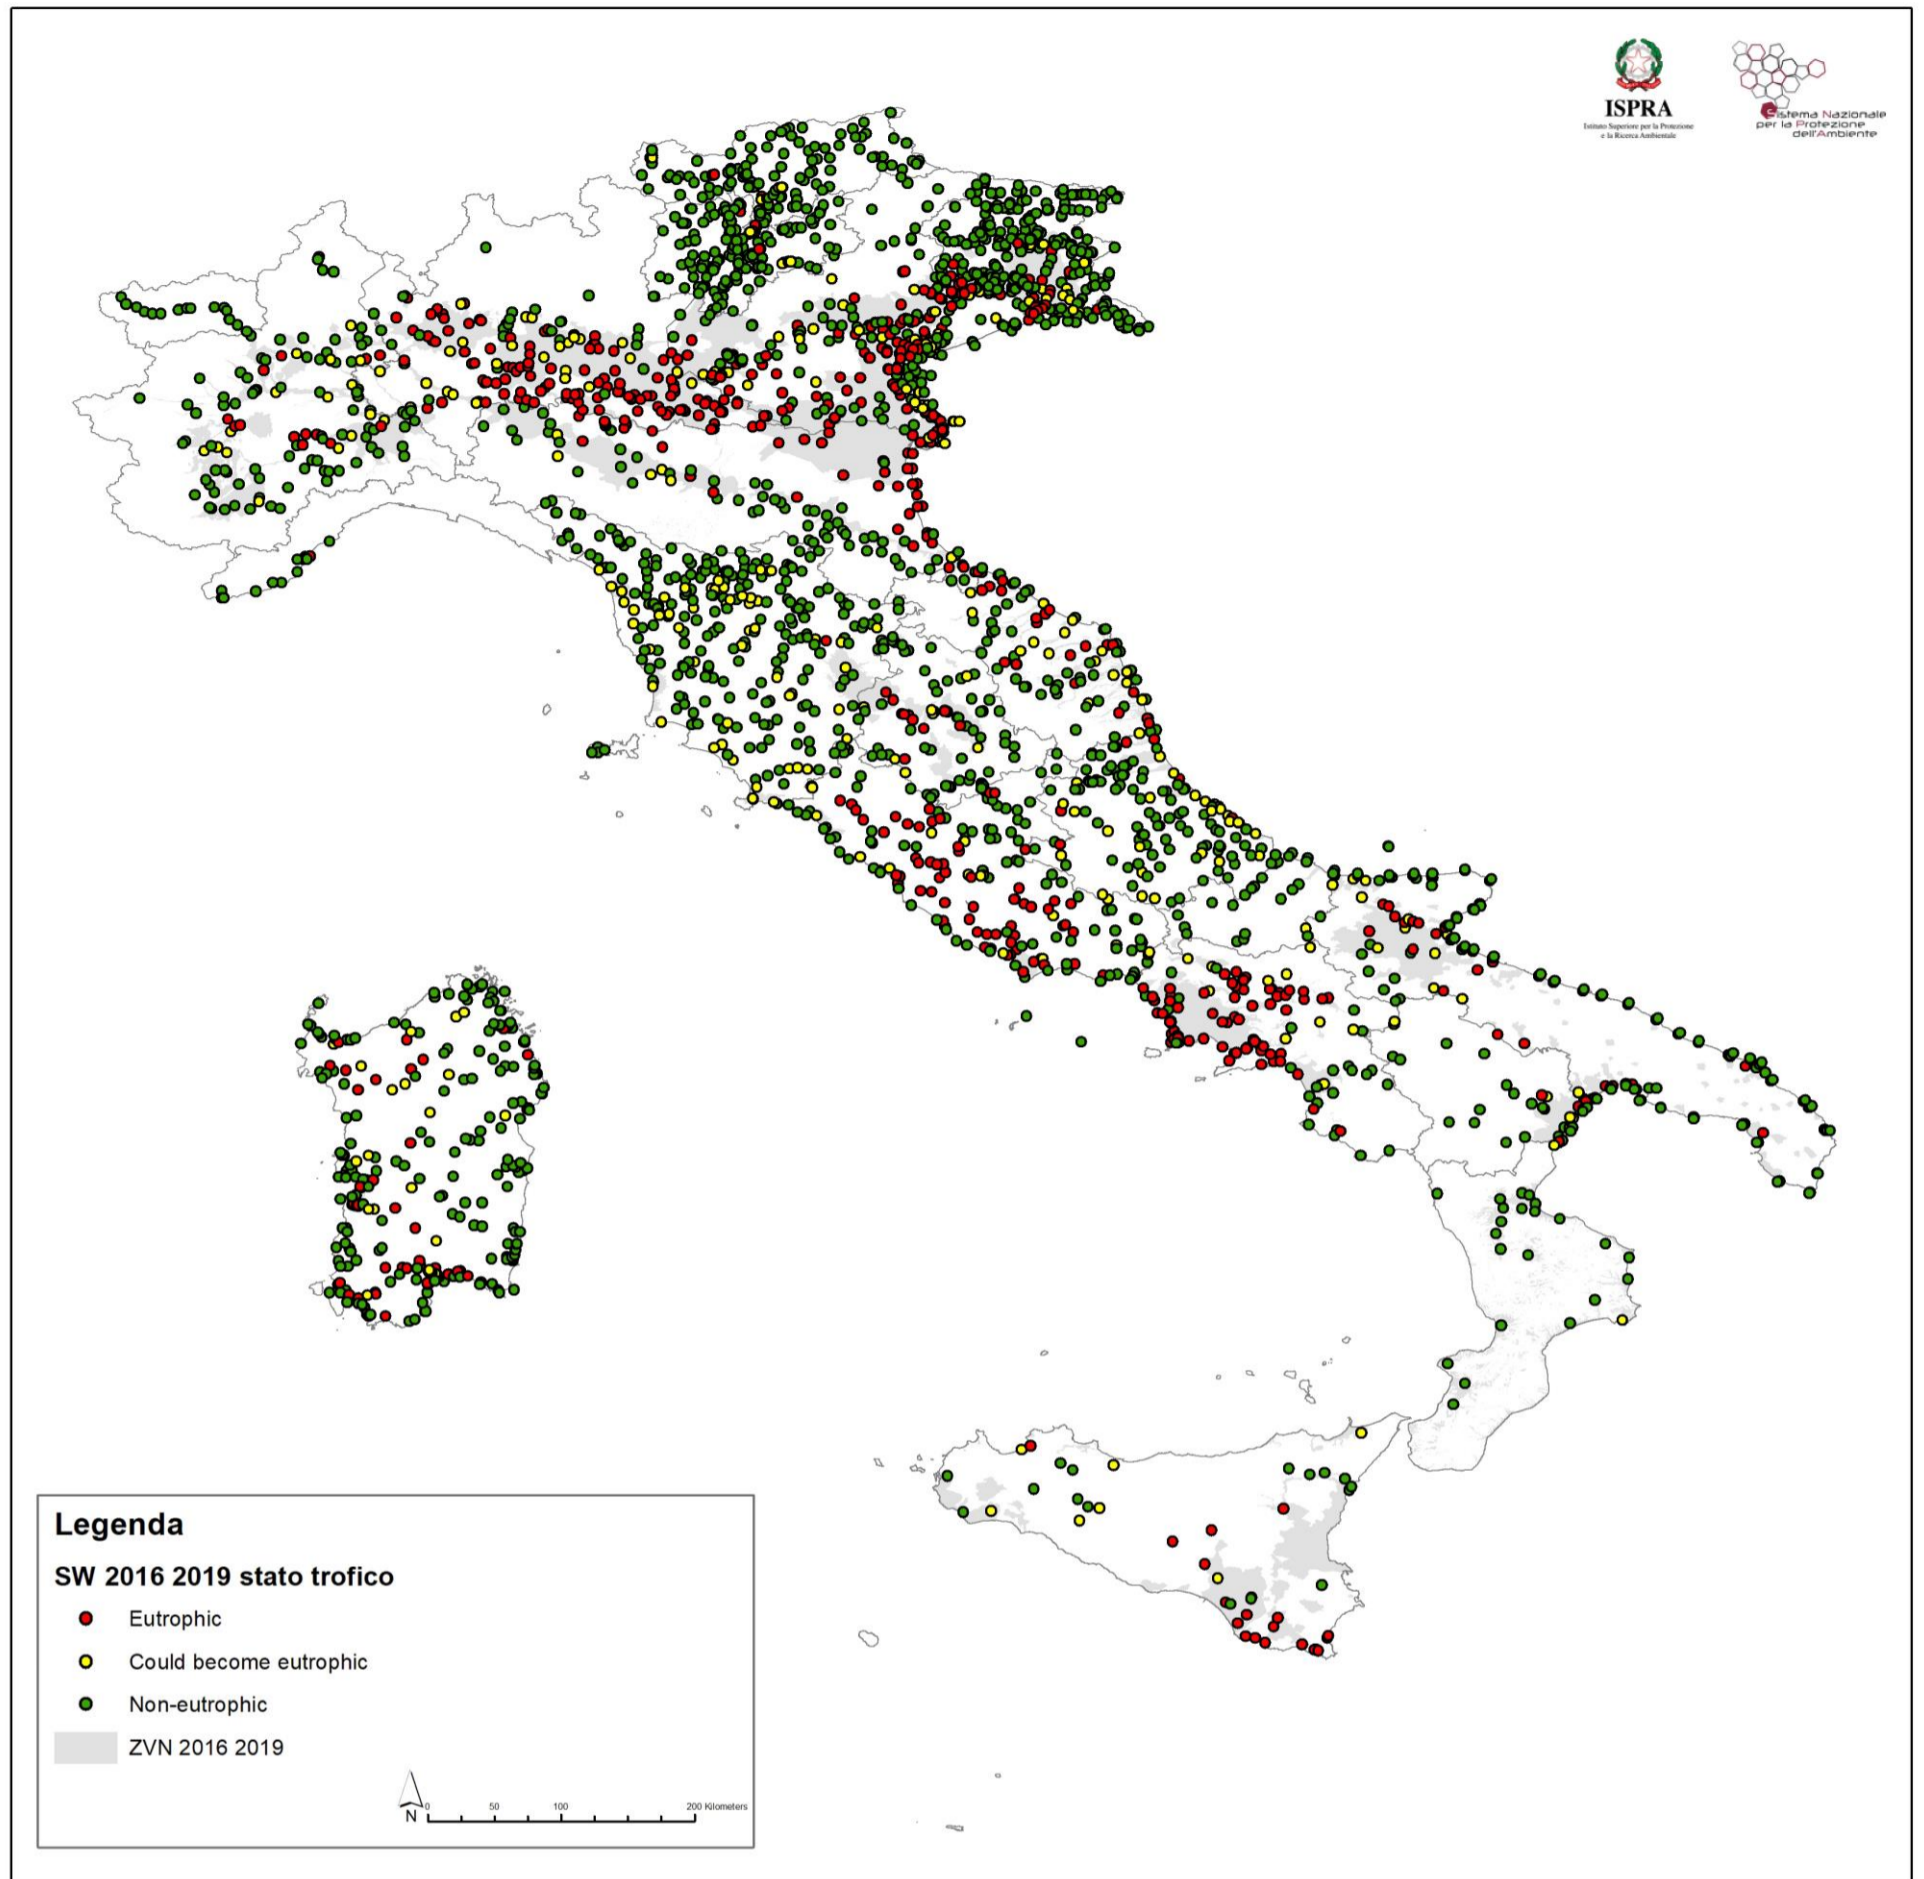 ISPRA
Istituto Superiore per la Protezione
e la Ricerca Ambientale
Sistema Nazionale
per la Protezione
dell'Ambiente
Legenda
SW 2016 2019 stato trofico
Eutrophic
Could become eutrophic
Non-eutrophic
ZVN 2016 2019
N
0 50 100 200 Kilometers